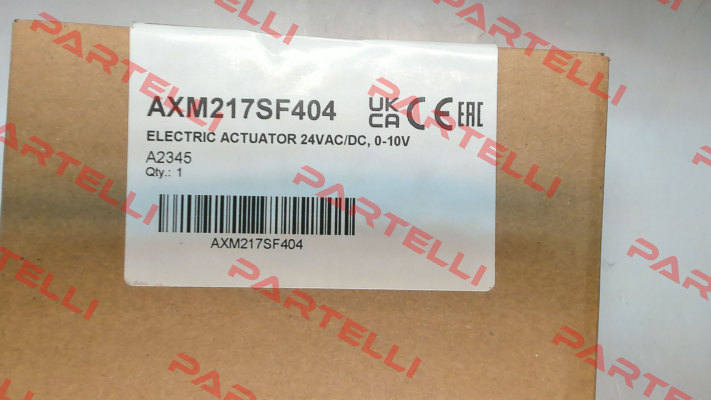 AXM217SF404
UK
CA CE EAC
ELECTRIC ACTUATOR 24VAC/DC, 0-10V
A2345
Qty.: 1
AXM217SF404
PARTELLI
PARTELLI
PARTELLI
PARTELLI
PARTELLI
PARTELLI
PARTELLI
PARTELLI
PARTELLI